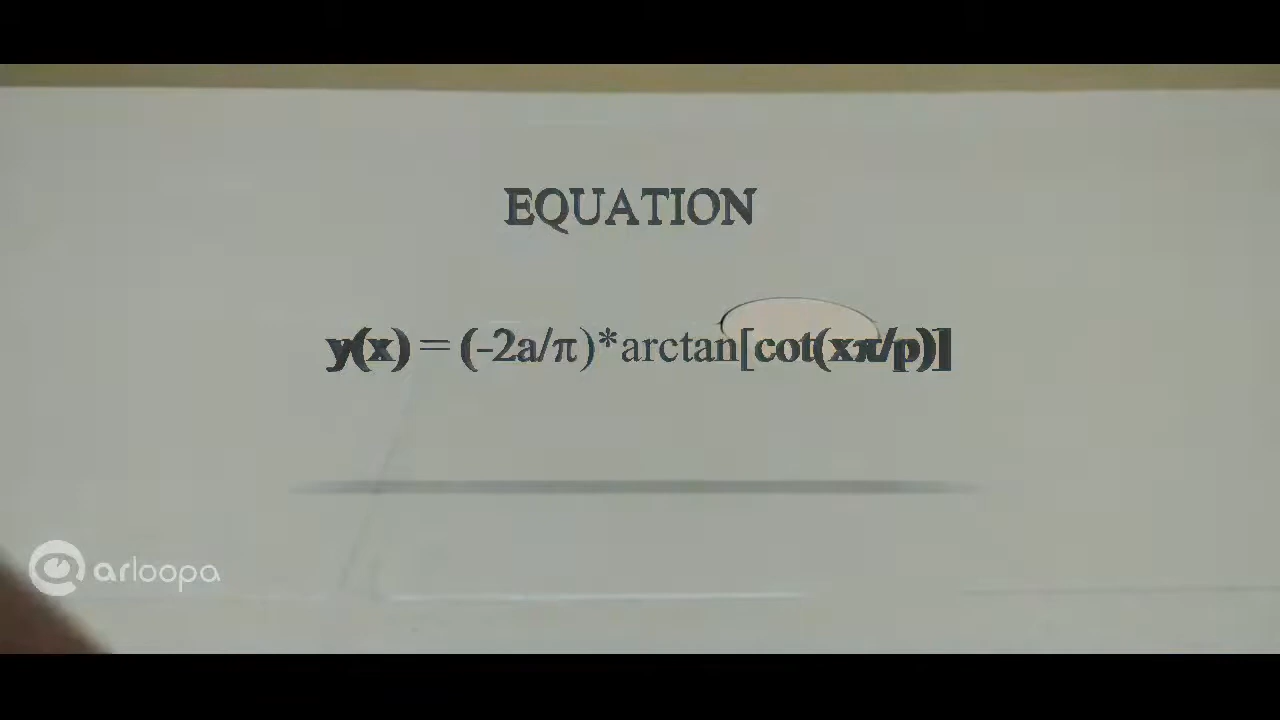 EQUATION
y(x) = (-2a/π)*arctan[cot(xπ/p)]
arloopa